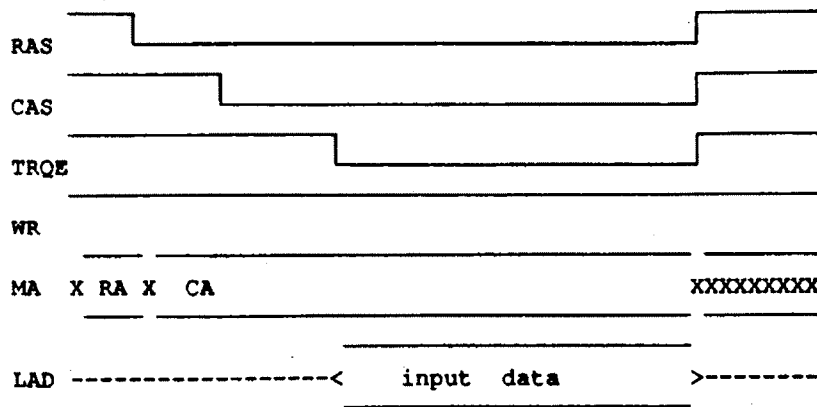 RAS
CAS
TRQE
WR
MA X RA X CA XXXXXXXXX
LAD ----------------< input data >-------